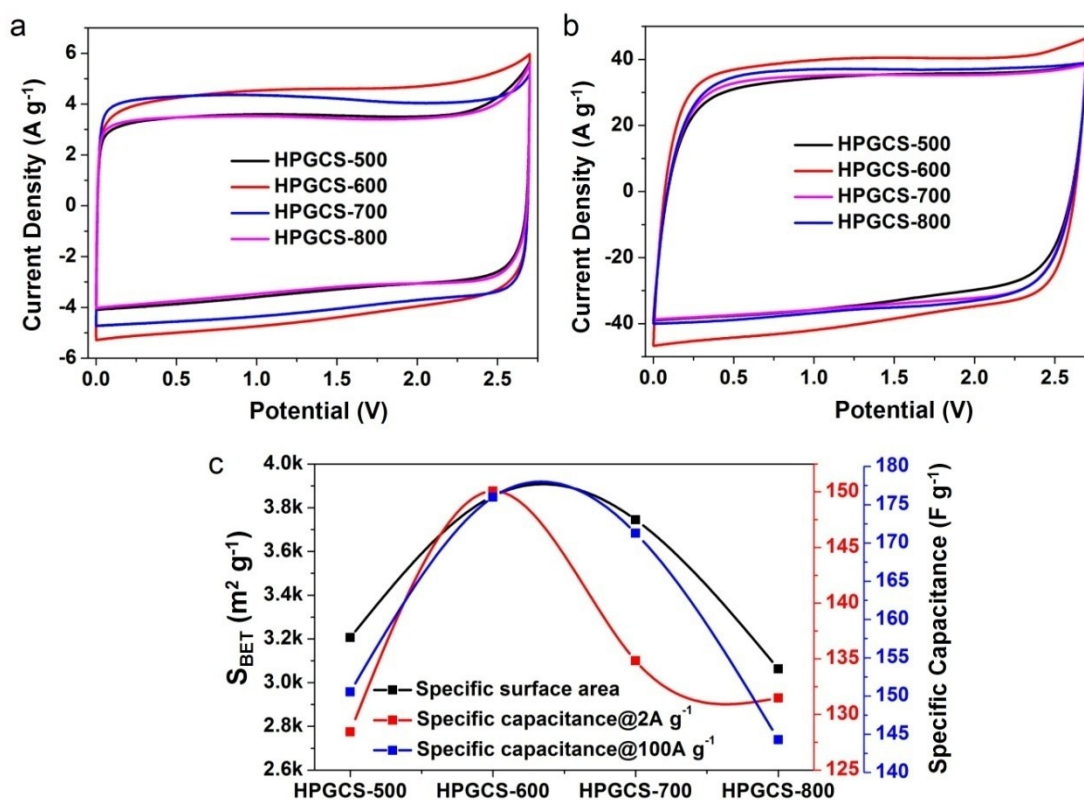 a
6
4
2
0
-2
-4
-6
Current Density (A g⁻¹)
HPGCS-500
HPGCS-600
HPGCS-700
HPGCS-800
0.0 0.5 1.0 1.5 2.0 2.5
Potential (V)
b
40
20
0
-20
-40
Current Density (A g⁻¹)
HPGCS-500
HPGCS-600
HPGCS-700
HPGCS-800
0.0 0.5 1.0 1.5 2.0 2.5
Potential (V)
c
4.0k
3.8k
3.6k
3.4k
3.2k
3.0k
2.8k
2.6k
S_BET (m² g⁻¹)
Specific surface area
Specific capacitance@2A g⁻¹
Specific capacitance@100A g⁻¹
HPGCS-500 HPGCS-600 HPGCS-700 HPGCS-800
150
145
140
135
130
125
180
175
170
165
160
155
150
145
140
Specific Capacitance (F g⁻¹)